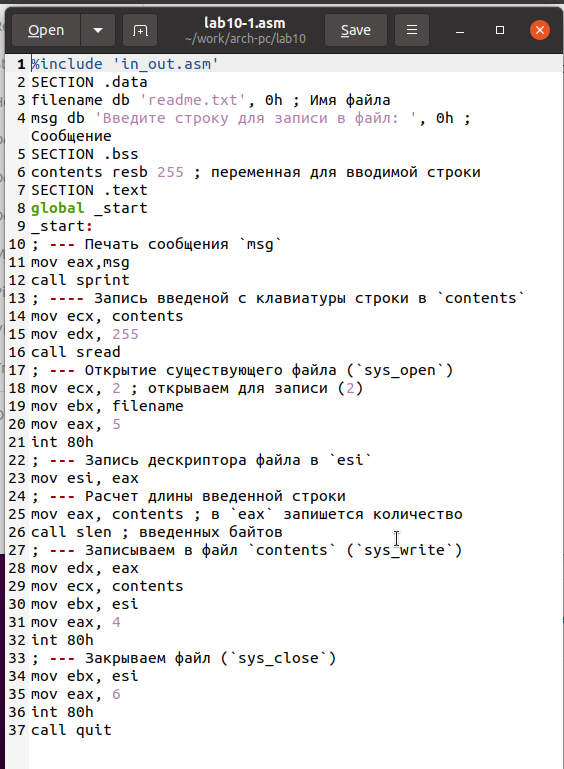 Open
lab10-1.asm
~/work/arch-pc/lab10
Save
1 %include 'in_out.asm'
2 SECTION .data
3 filename db 'readme.txt', 0h ; Имя файла
4 msg db 'Введите строку для записи в файл: ', 0h ;
Сообщение
5 SECTION .bss
6 contents resb 255 ; переменная для вводимой строки
7 SECTION .text
8 global _start
9 _start:
10 ; --- Печать сообщения `msg`
11 mov eax,msg
12 call sprint
13 ; ---- Запись введеной с клавиатуры строки в `contents`
14 mov ecx, contents
15 mov edx, 255
16 call sread
17 ; --- Открытие существующего файла (`sys_open`)
18 mov ecx, 2 ; открываем для записи (2)
19 mov ebx, filename
20 mov eax, 5
21 int 80h
22 ; --- Запись дескриптора файла в `esi`
23 mov esi, eax
24 ; --- Расчет длины введенной строки
25 mov eax, contents ; в `eax` запишется количество
26 call slen ; введенных байтов
27 ; --- Записываем в файл `contents` (`sys_write`)
28 mov edx, eax
29 mov ecx, contents
30 mov ebx, esi
31 mov eax, 4
32 int 80h
33 ; --- Закрываем файл (`sys_close`)
34 mov ebx, esi
35 mov eax, 6
36 int 80h
37 call quit